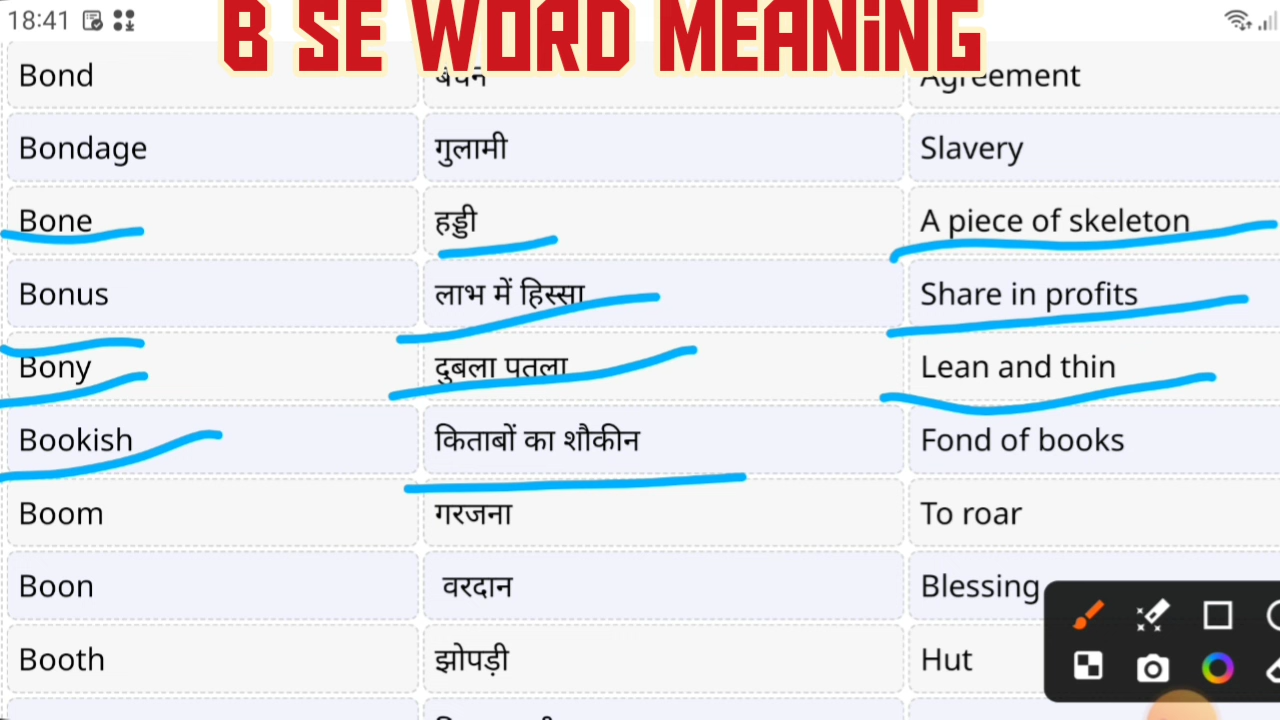 18:41
B SE WORD MEANING
Bond Agreement
Bondage गुलामी Slavery
Bone हड्डी A piece of skeleton
Bonus लाभ में हिस्सा Share in profits
Bony दुबला पतला Lean and thin
Bookish किताबों का शौकीन Fond of books
Boom गरजना To roar
Boon वरदान Blessing
Booth झोपड़ी Hut